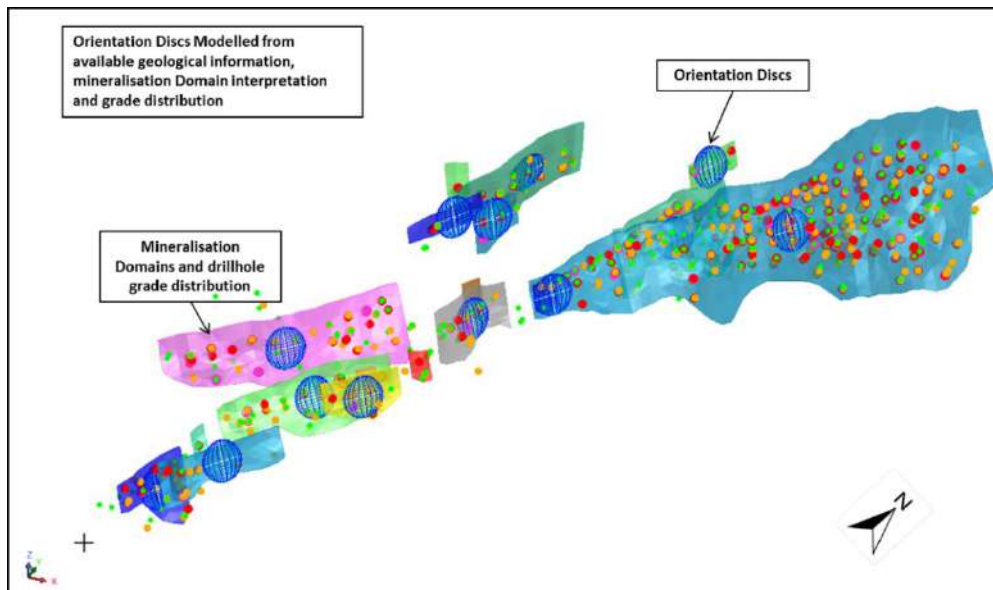 Orientation Discs Modelled from
available geological information,
mineralisation Domain interpretation
and grade distribution
Orientation Discs
Mineralisation
Domains and drillhole
grade distribution
N
Z
Y
X